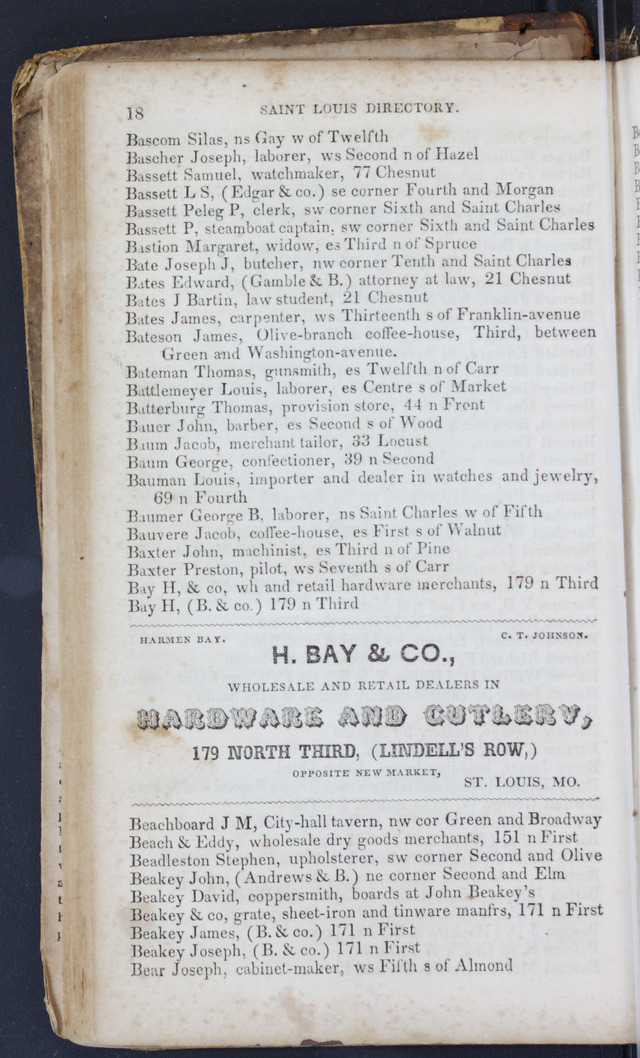 18 SAINT LOUIS DIRECTORY.
Bascom Silas, ns Gay w of Twelfth
Bascher Joseph, laborer, ws Second n of Hazel
Bassett Samuel, watchmaker, 77 Chesnut
Bassett L S, (Edgar & co.) se corner Fourth and Morgan
Bassett Peleg P, clerk, sw corner Sixth and Saint Charles
Bassett P, steamboat captain, sw corner Sixth and Saint Charles
Bastion Margaret, widow, es Third n of Spruce
Bate Joseph J, butcher, nw corner Tenth and Saint Charles
Bates Edward, (Gamble & B.) attorney at law, 21 Chesnut
Bates J Bartin, law student, 21 Chesnut
Bates James, carpenter, ws Thirteenth s of Franklin-avenue
Bateson James, Olive-branch coffee-house, Third, between
Green and Washington-avenue.
Bateman Thomas, gunsmith, es Twelfth n of Carr
Battlemeyer Louis, laborer, es Centre s of Market
Batterburg Thomas, provision store, 44 n Front
Bauer John, barber, es Second s of Wood
Baum Jacob, merchant tailor, 33 Locust
Baum George, confectioner, 39 n Second
Bauman Louis, importer and dealer in watches and jewelry,
69 n Fourth
Baumer George B, laborer, ns Saint Charles w of Fifth
Bauvere Jacob, coffee-house, es First s of Walnut
Baxter John, machinist, es Third n of Pine
Baxter Preston, pilot, ws Seventh s of Carr
Bay H, & co, wh and retail hardware merchants, 179 n Third
Bay H, (B. & co.) 179 n Third
HARMEN BAY. C. T. JOHNSON.
H. BAY & CO.,
WHOLESALE AND RETAIL DEALERS IN
HARDWARE AND CUTLERY,
179 NORTH THIRD, (LINDELL'S ROW,)
OPPOSITE NEW MARKET,
ST. LOUIS, MO.
Beachboard J M, City-hall tavern, nw cor Green and Broadway
Beach & Eddy, wholesale dry goods merchants, 151 n First
Beadleston Stephen, upholsterer, sw corner Second and Olive
Beakey John, (Andrews & B.) ne corner Second and Elm
Beakey David, coppersmith, boards at John Beakey's
Beakey & co, grate, sheet-iron and tinware manfrs, 171 n First
Beakey James, (B. & co.) 171 n First
Beakey Joseph, (B. & co.) 171 n First
Bear Joseph, cabinet-maker, ws Fifth s of Almond